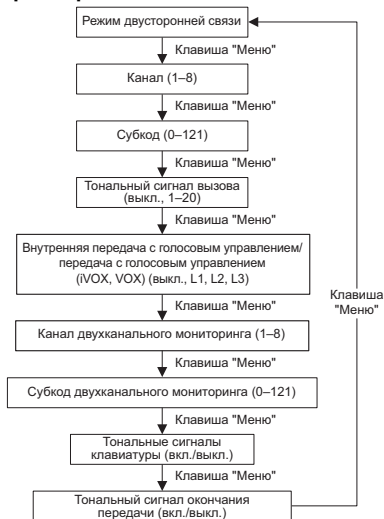 Режим двусторонней связи
Клавиша "Меню"
Канал (1–8)
Клавиша "Меню"
Субкод (0–121)
Клавиша "Меню"
Тональный сигнал вызова
(выкл., 1–20)
Клавиша "Меню"
Внутренняя передача с голосовым управлением/
передача с голосовым управлением
(iVOX, VOX) (выкл., L1, L2, L3)
Клавиша "Меню"
Клавиша
"Меню"
Канал двухканального мониторинга (1–8)
Клавиша "Меню"
Субкод двухканального мониторинга (0–121)
Клавиша "Меню"
Тональные сигналы
клавиатуры (вкл./выкл.)
Клавиша "Меню"
Тональный сигнал окончания
передачи (вкл./выкл.)